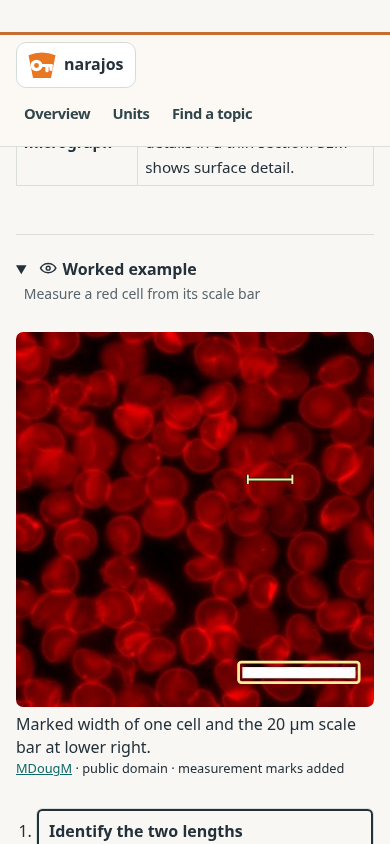 narajos
Overview Units Find a topic
shows surface detail.
▼ Worked example
Measure a red cell from its scale bar
Marked width of one cell and the 20 µm scale
bar at lower right.
MDougM · public domain · measurement marks added
1. Identify the two lengths